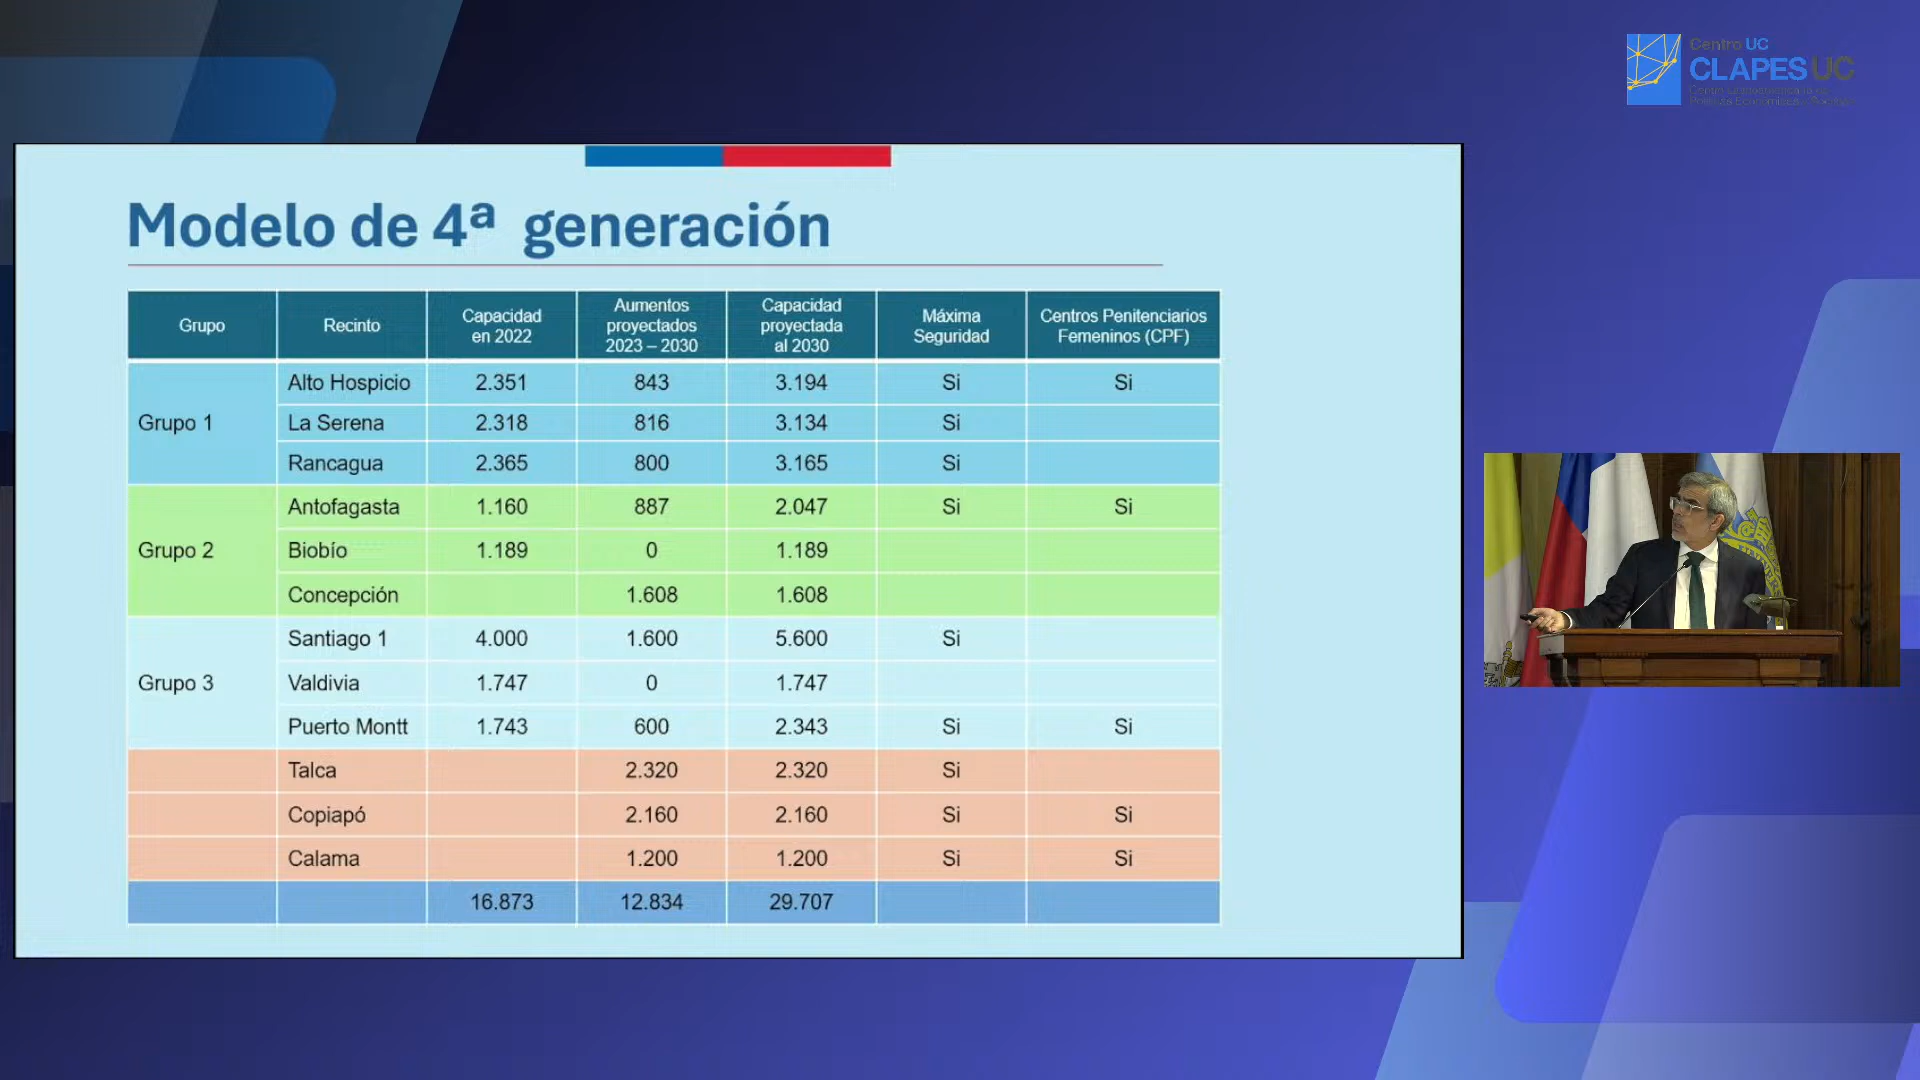 Centro UC
CLAPES UC
Modelo de 4ª generación
Grupo Recinto Capacidad en 2022 Aumentos proyectados 2023 – 2030 Capacidad proyectada al 2030 Máxima Seguridad Centros Penitenciarios Femeninos (CPF)
Grupo 1
Alto Hospicio 2.351 843 3.194 Si Si
La Serena 2.318 816 3.134 Si
Rancagua 2.365 800 3.165 Si
Grupo 2
Antofagasta 1.160 887 2.047 Si Si
Biobío 1.189 0 1.189
Concepción 1.608 1.608
Grupo 3
Santiago 1 4.000 1.600 5.600 Si
Valdivia 1.747 0 1.747
Puerto Montt 1.743 600 2.343 Si Si
Talca 2.320 2.320 Si
Copiapó 2.160 2.160 Si Si
Calama 1.200 1.200 Si Si
16.873 12.834 29.707